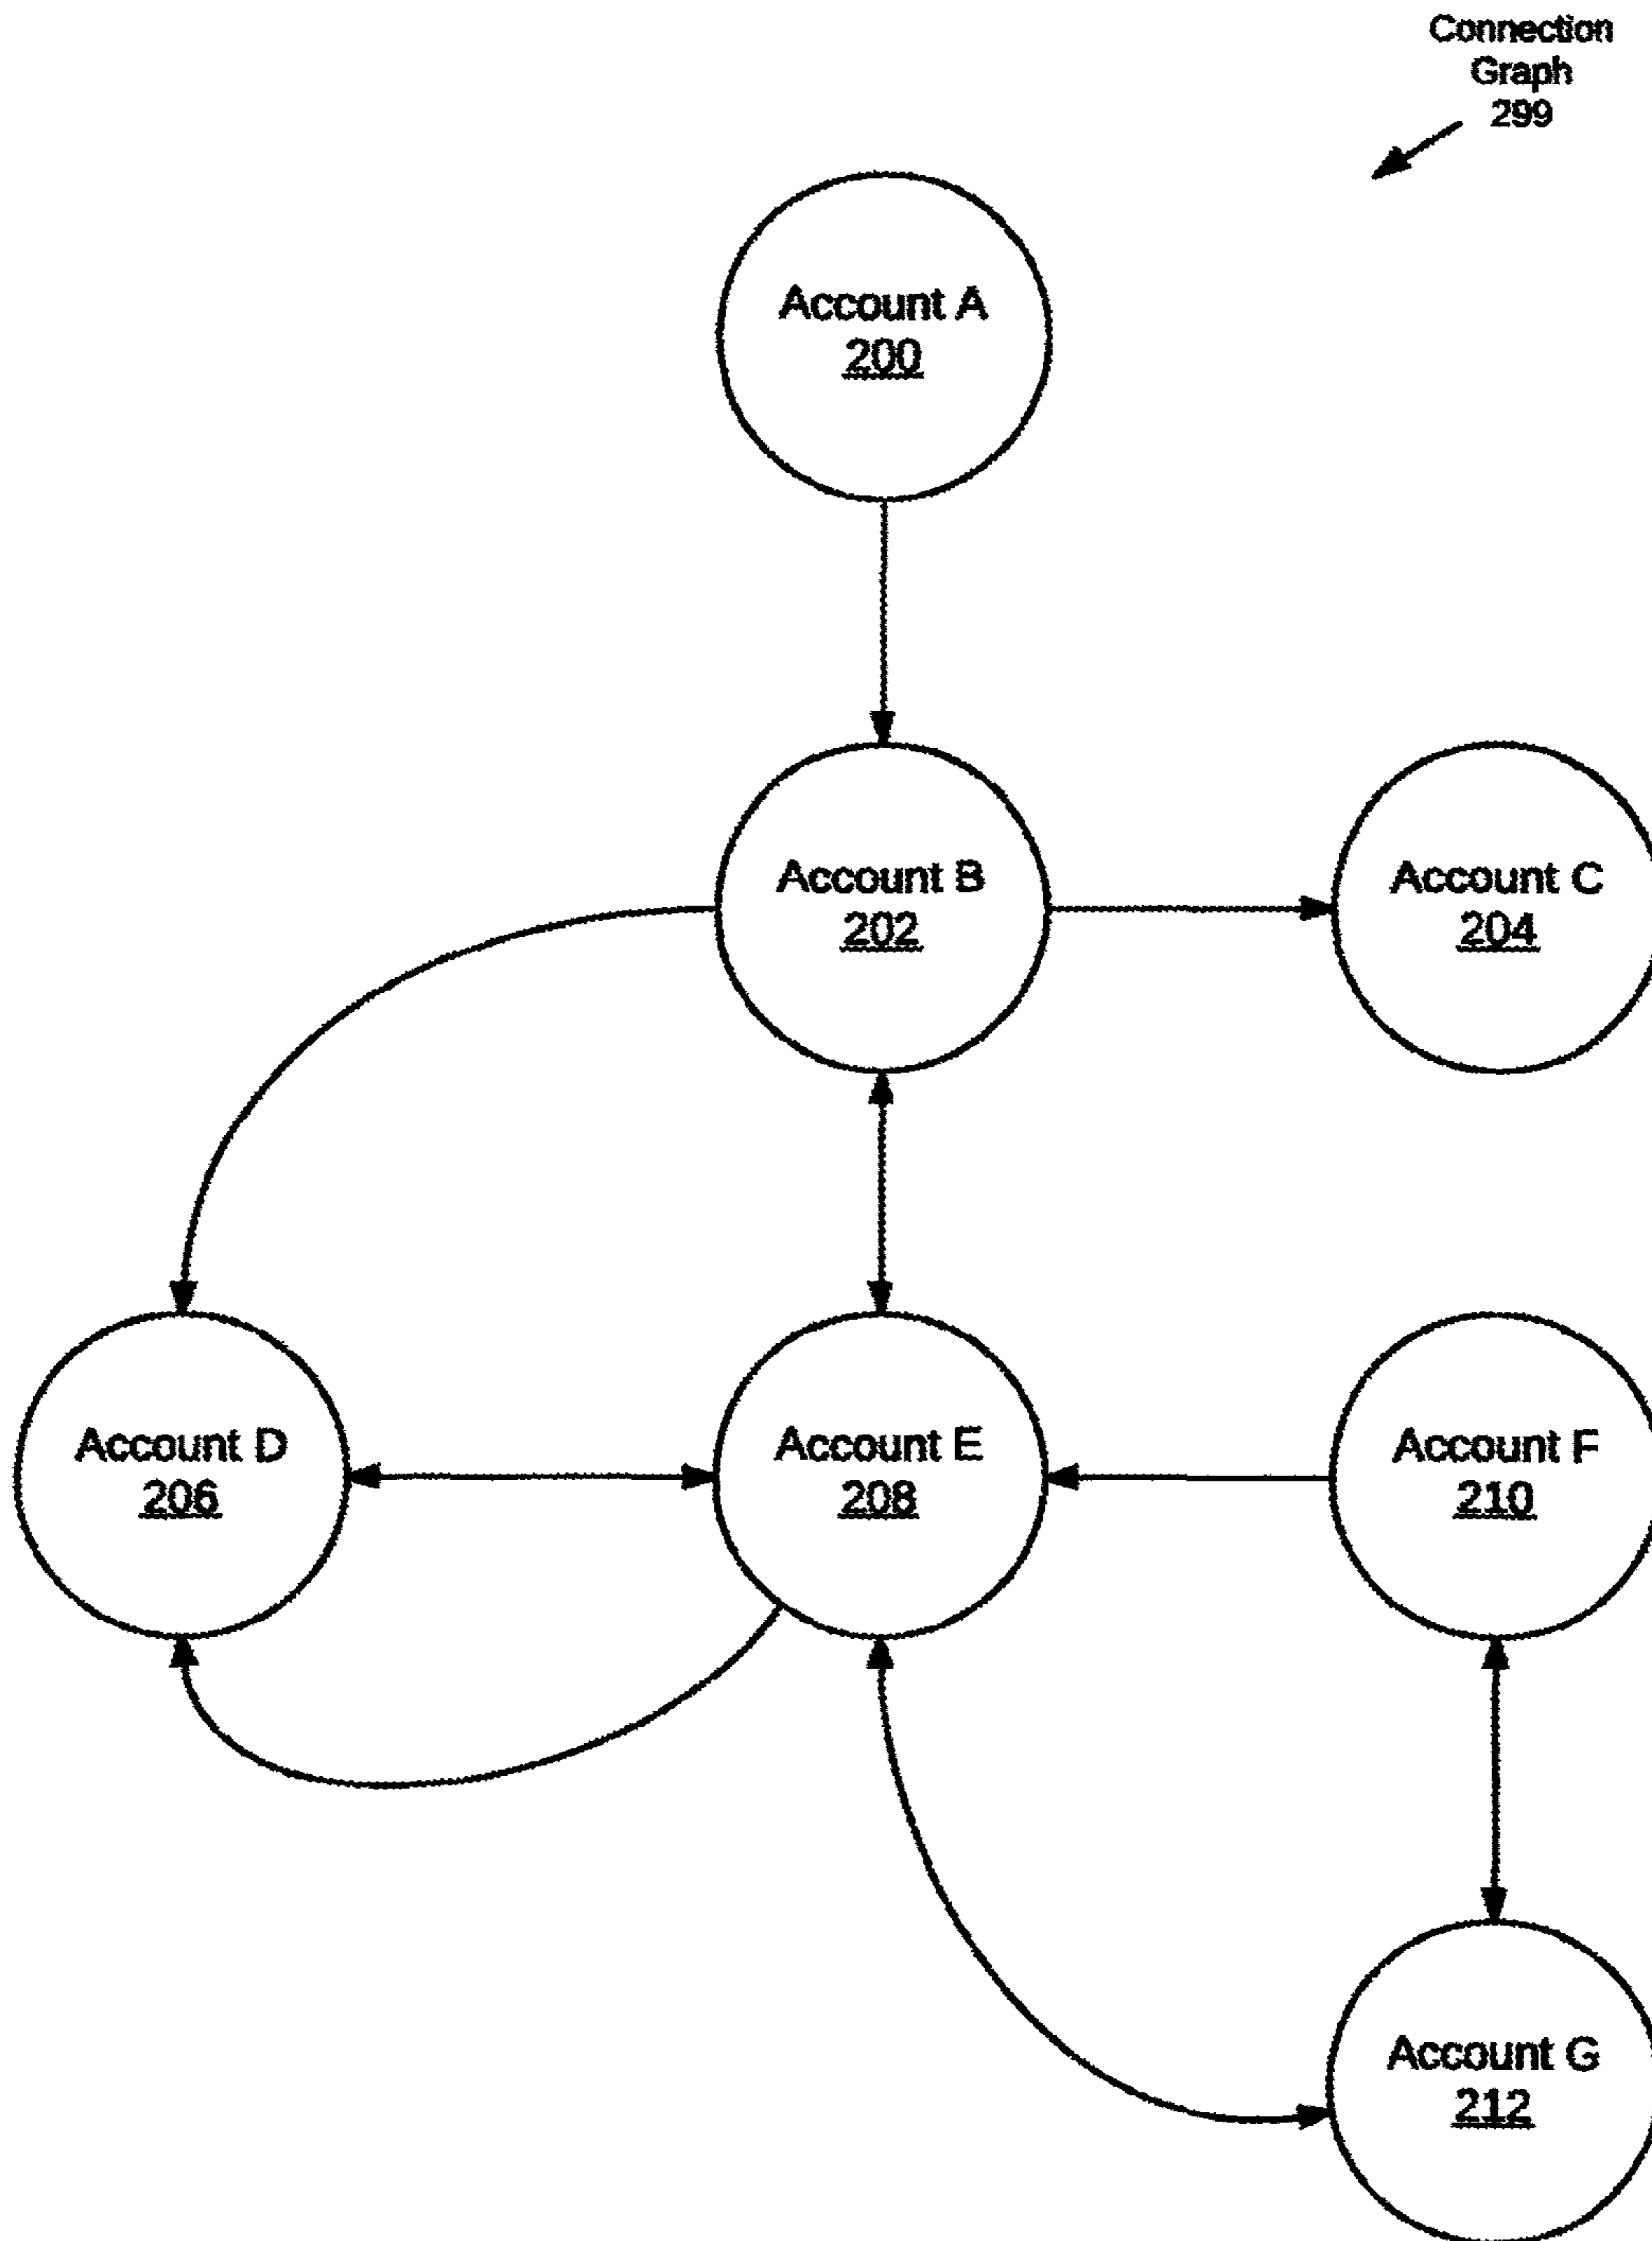 Connection
Graph
299
Account A
200
Account B
202
Account C
204
Account D
206
Account E
208
Account F
210
Account G
212